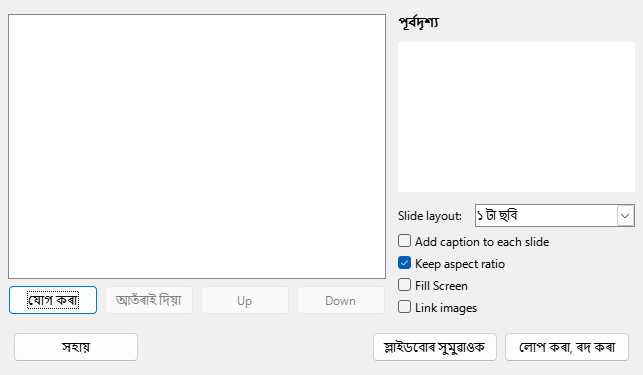 পূৰ্বদৃশ্য
Slide layout: ১ টা ছবি
Add caption to each slide
Keep aspect ratio
Fill Screen
Link images
যোগ কৰা আতঁৰাই দিয়া Up Down
সহায় স্লাইডবোৰ সুমুৱাওক লোপ কৰা, ৰদ কৰা